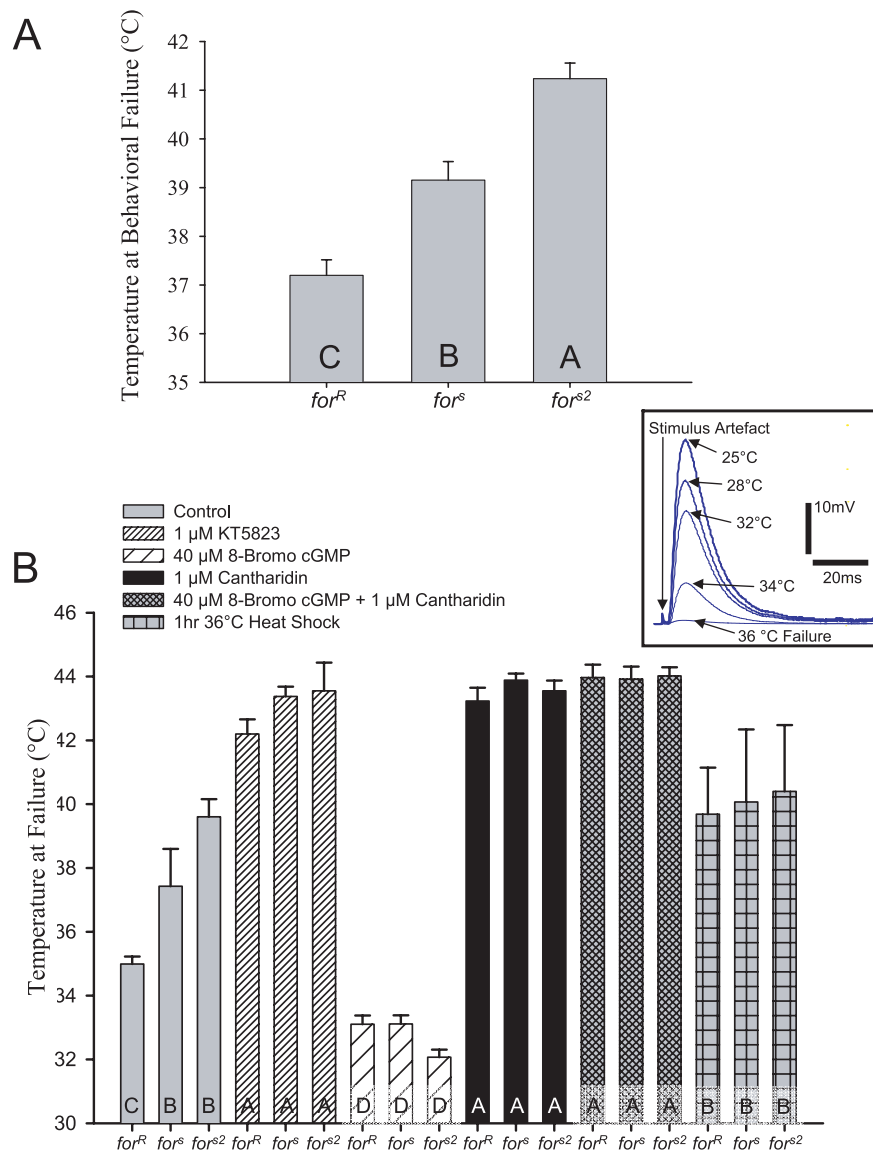 A
Temperature at Behavioral Failure (°C)
42
41
39
38
37
36
35
C
B
A
forᴿ
forˢ
forˢ²
Stimulus Artefact
25°C
28°C
32°C
34°C
36 °C Failure
10mV
20ms
Control
1 µM KT5823
40 µM 8-Bromo cGMP
1 µM Cantharidin
40 µM 8-Bromo cGMP + 1 µM Cantharidin
1hr 36°C Heat Shock
B
Temperature at Failure (°C)
46
44
42
40
38
35
33
32
30
C B B A A A D D D A A A A A A B B B
forᴿ forˢ forˢ² forᴿ forˢ forˢ² forᴿ forˢ forˢ² forᴿ forˢ forˢ² forᴿ forˢ forˢ² forᴿ forˢ forˢ²